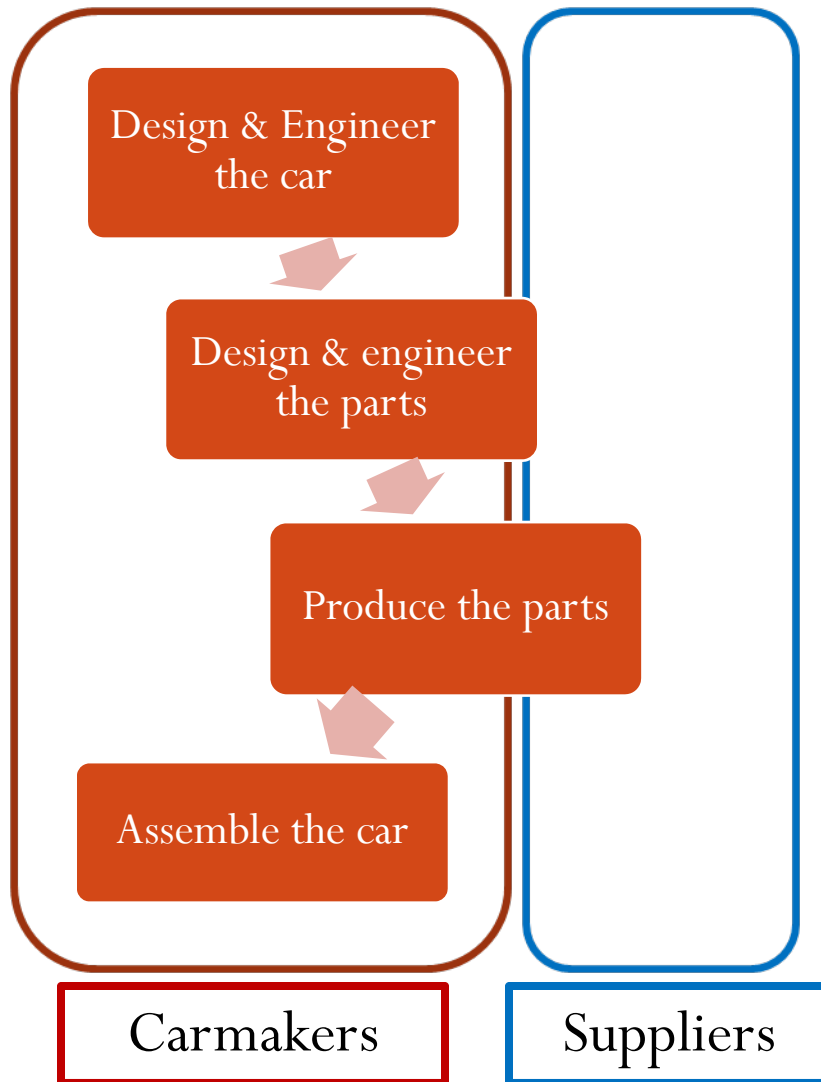 Design & Engineer
the car
Design & engineer
the parts
Produce the parts
Assemble the car
Carmakers
Suppliers